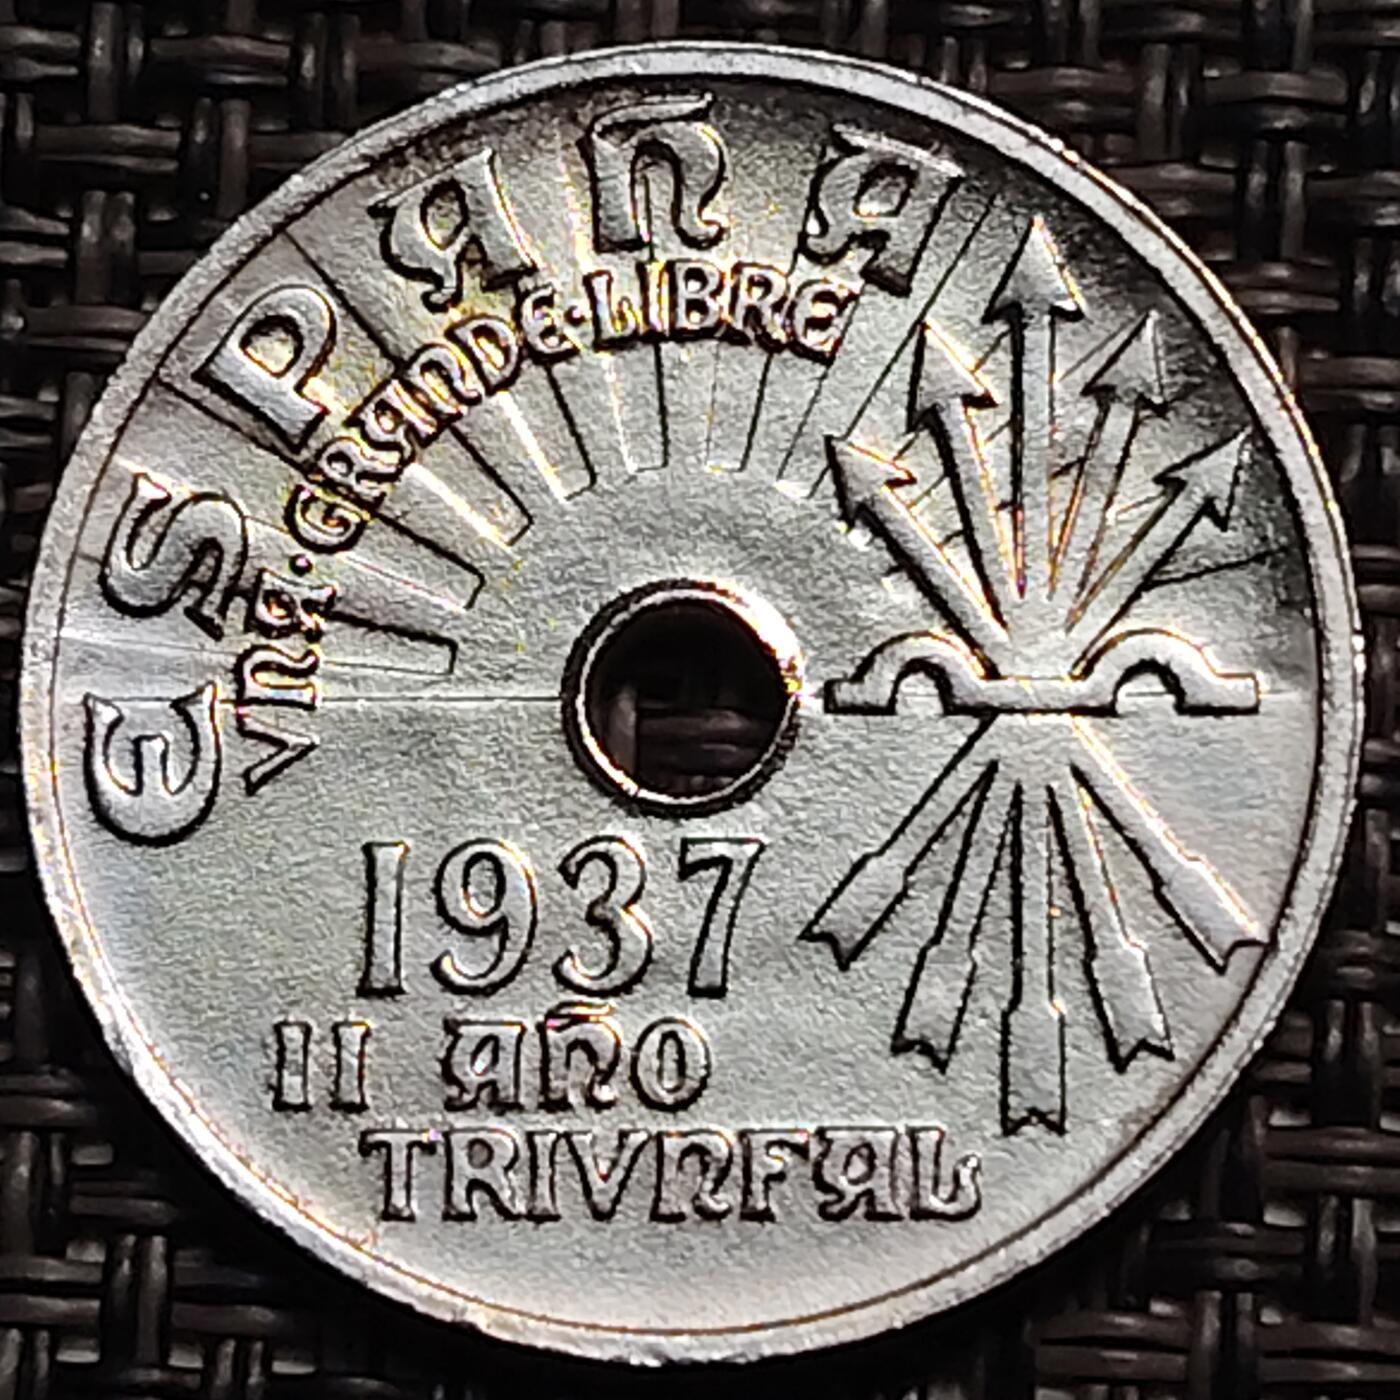 ESPAÑA
VNA·GRANDE·LIBRE
1937
II AÑO
TRIVNFAL